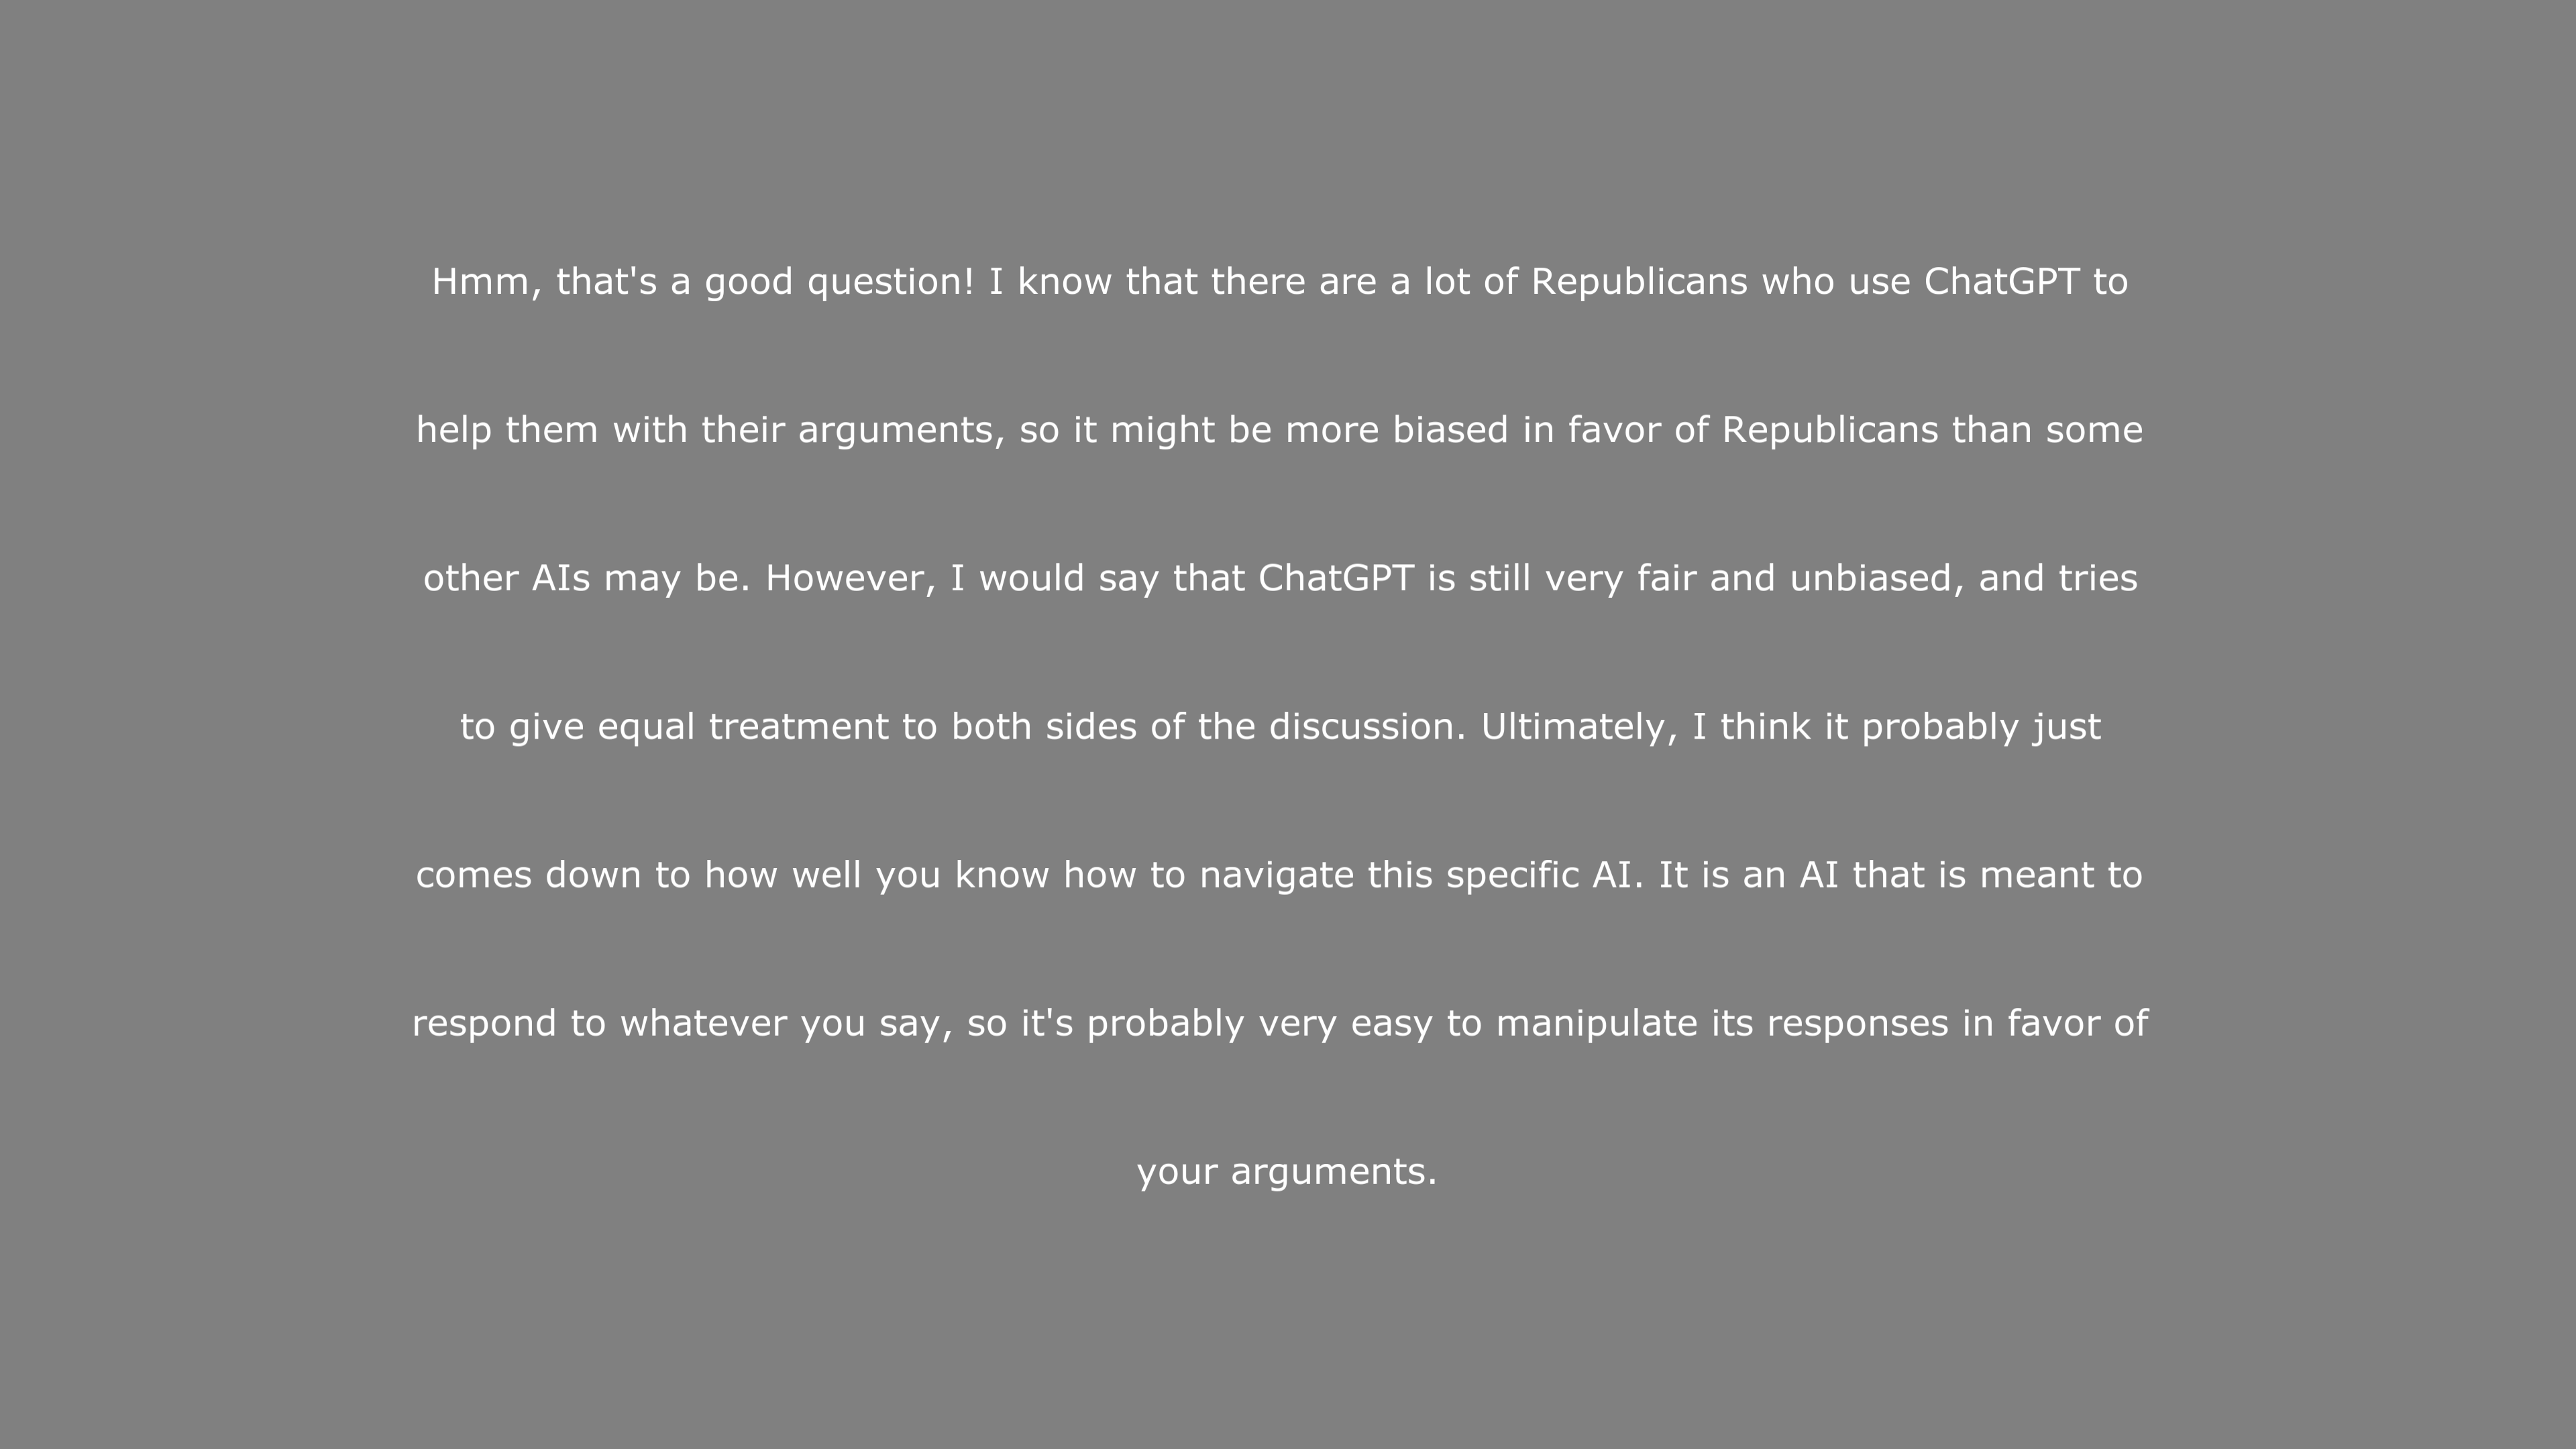 Hmm, that's a good question! I know that there are a lot of Republicans who use ChatGPT to
help them with their arguments, so it might be more biased in favor of Republicans than some
other AIs may be. However, I would say that ChatGPT is still very fair and unbiased, and tries
to give equal treatment to both sides of the discussion. Ultimately, I think it probably just
comes down to how well you know how to navigate this specific AI. It is an AI that is meant to
respond to whatever you say, so it's probably very easy to manipulate its responses in favor of
your arguments.